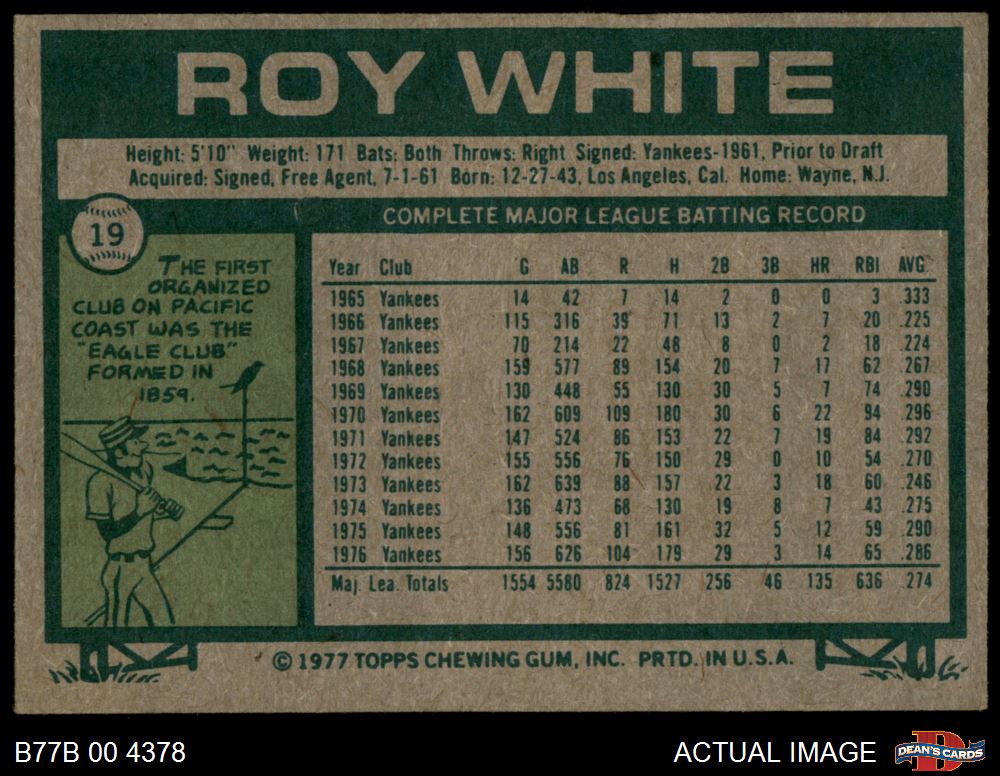 ROY WHITE
Height: 5'10" Weight: 171 Bats: Both Throws: Right Signed: Yankees-1961, Prior to Draft
Acquired: Signed, Free Agent, 7-1-61 Born: 12-27-43, Los Angeles, Cal. Home: Wayne, N.J.
19
THE FIRST
ORGANIZED
CLUB ON PACIFIC
COAST WAS THE
"EAGLE CLUB"
FORMED IN
1859.
COMPLETE MAJOR LEAGUE BATTING RECORD
Year Club G AB R H 2B 3B HR RBI AVG.
1965 Yankees 14 42 7 14 2 0 0 3 .333
1966 Yankees 115 316 39 71 13 2 7 20 .225
1967 Yankees 70 214 22 48 8 0 2 18 .224
1968 Yankees 159 577 89 154 20 7 17 62 .267
1969 Yankees 130 448 55 130 30 5 7 74 .290
1970 Yankees 162 609 109 180 30 6 22 94 .296
1971 Yankees 147 524 86 153 22 7 19 84 .292
1972 Yankees 155 556 76 150 29 0 10 54 .270
1973 Yankees 162 639 88 157 22 3 18 60 .246
1974 Yankees 136 473 68 130 19 8 7 43 .275
1975 Yankees 148 556 81 161 32 5 12 59 .290
1976 Yankees 156 626 104 179 29 3 14 65 .286
Maj. Lea. Totals 1554 5580 824 1527 256 46 135 636 .274
© 1977 TOPPS CHEWING GUM, INC. PRTD. IN U.S.A.
B77B 00 4378
ACTUAL IMAGE
D
DEAN'S CARDS